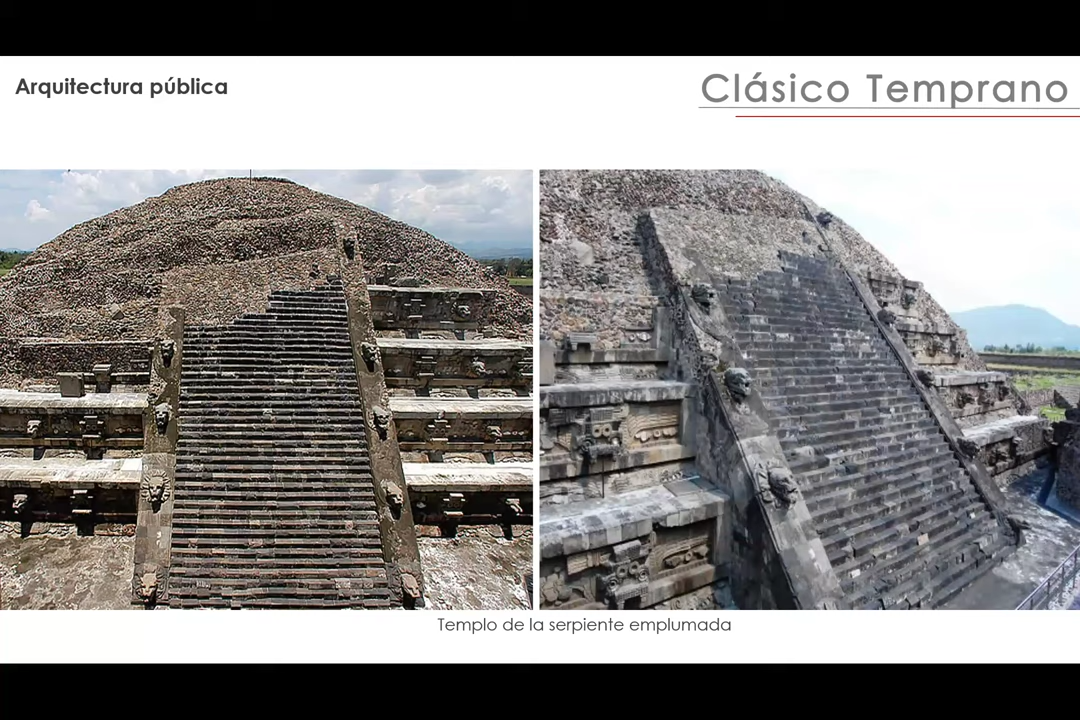 Arquitectura pública
Clásico Temprano
Templo de la serpiente emplumada